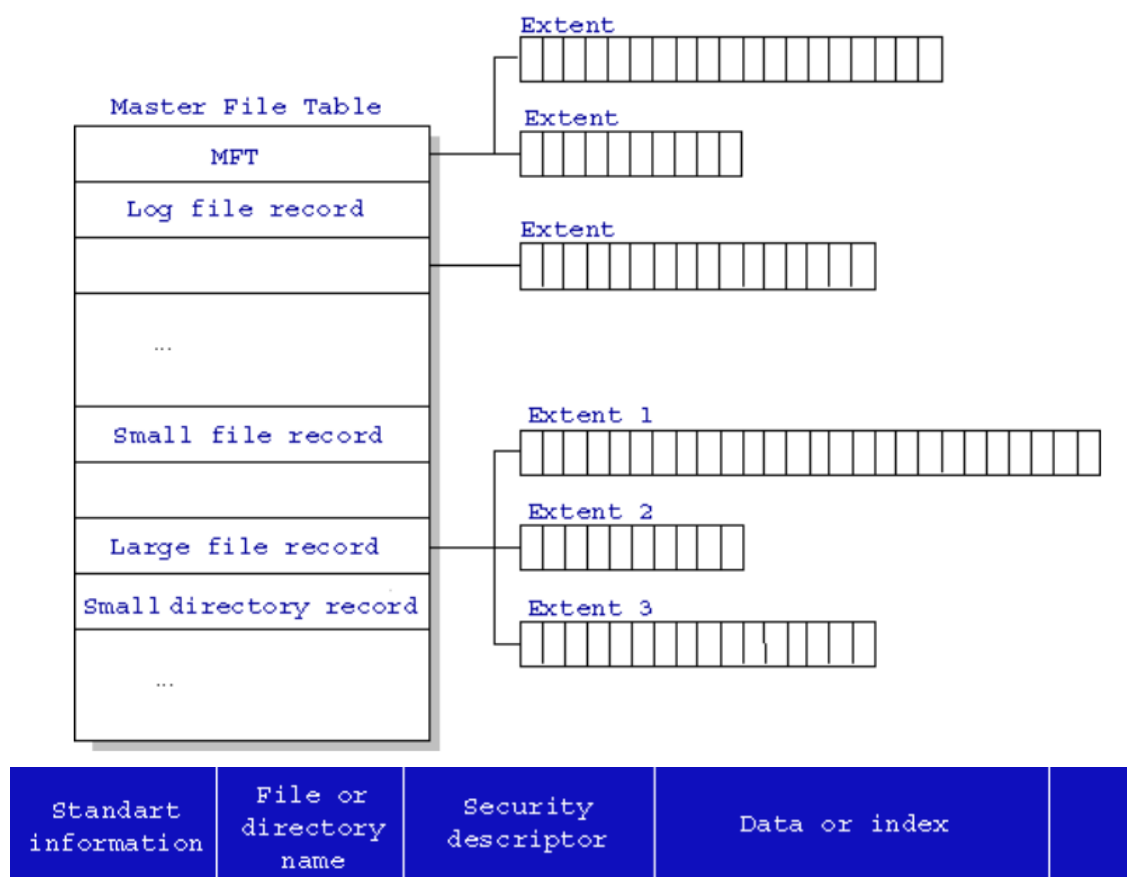 Extent
Master File Table
Extent
MFT
Log file record
Extent
...
Extent 1
Small file record
Extent 2
Large file record
Small directory record
Extent 3
...
Standart
information
File or
directory
name
Security
descriptor
Data or index